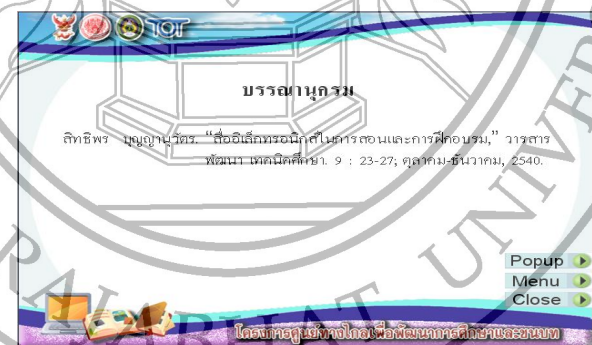 TOT
บรรณานุกรม
สิทธิพร บุญญานุวัตร. “สื่ออิเล็กทรอนิกส์ในการสอนและการฝึกอบรม,” วารสาร
พัฒนา เทคนิคศึกษา. 9 : 23-27; ตุลาคม-ธันวาคม, 2540.
Popup
Menu
Close
โครงการศูนย์ทางไกลเพื่อพัฒนาการศึกษาและชนบท